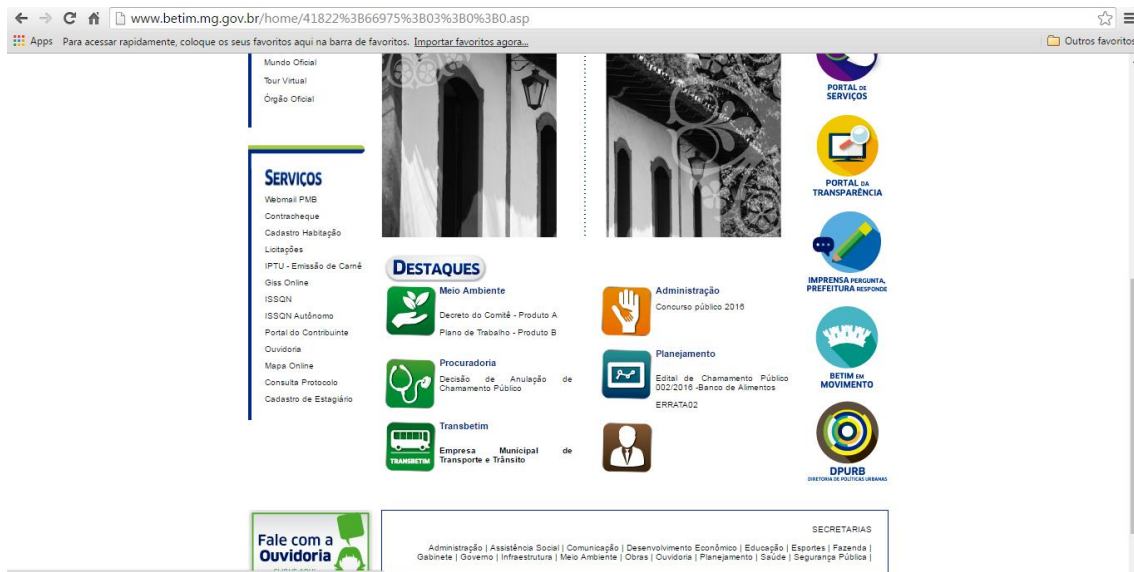 www.betim.mg.gov.br/home/41822%3B66975%3B03%3B0%3B0.asp
Apps Para acessar rapidamente, coloque os seus favoritos aqui na barra de favoritos. Importar favoritos agora... Outros favoritos
Mundo Oficial
Tour Virtual
Órgão Oficial
SERVIÇOS
Webmail PMB
Contracheque
Cadastro Habitação
Licitações
IPTU - Emissão de Carnê
Giss Online
ISSQN
ISSQN Autônomo
Portal do Contribuinte
Ouvidoria
Mapa Online
Consulta Protocolo
Cadastro de Estagiário
DESTAQUES
Meio Ambiente
Decreto do Comitê - Produto A
Plano de Trabalho - Produto B
Procuradoria
Decisão de Anulação de
Chamamento Público
TRANSBETIM
Transbetim
Empresa Municipal de
Transporte e Trânsito
Administração
Concurso público 2016
Planejamento
Edital de Chamamento Público
002/2016 -Banco de Alimentos
ERRATA02
PORTAL DE
SERVIÇOS
PORTAL DA
TRANSPARÊNCIA
IMPRENSA PERGUNTA,
PREFEITURA RESPONDE
BETIM EM
MOVIMENTO
DPURB
DIRETORIA DE POLÍTICAS URBANAS
Fale com a
Ouvidoria
CLIQUE AQUI
SECRETARIAS
Administração | Assistência Social | Comunicação | Desenvolvimento Econômico | Educação | Esportes | Fazenda |
Gabinete | Governo | Infraestrutura | Meio Ambiente | Obras | Ouvidoria | Planejamento | Saúde | Segurança Pública |